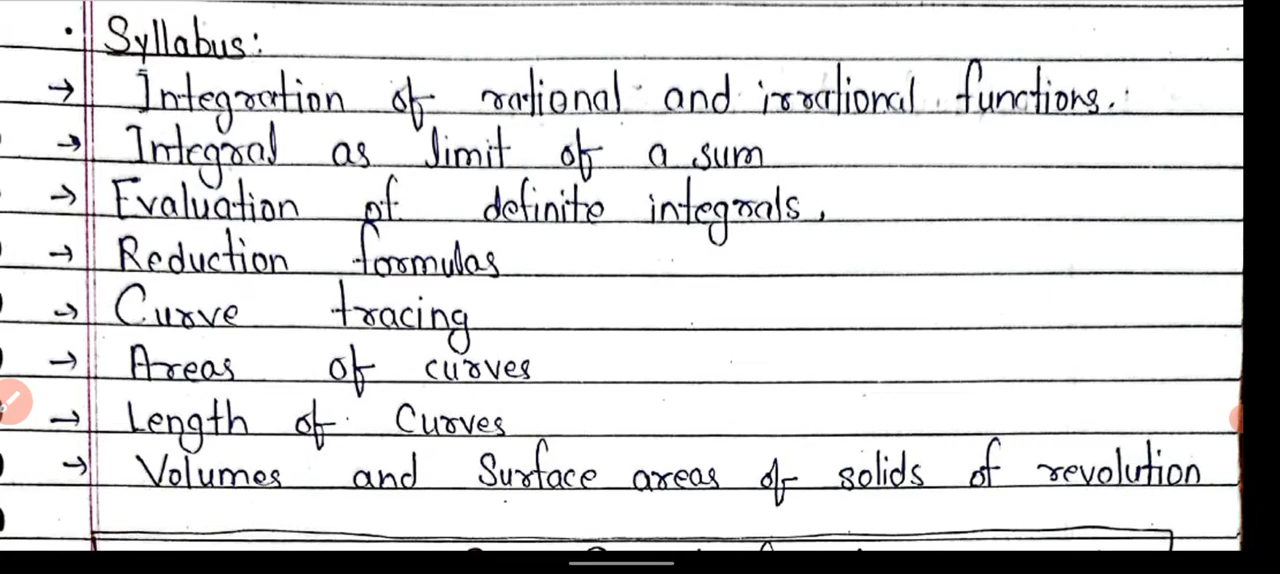 • Syllabus:
→ Integration of rational and irrational functions.
→ Integral as limit of a sum
→ Evaluation of definite integrals.
→ Reduction formulas
→ Curve tracing
→ Areas of curves
→ Length of Curves
→ Volumes and Surface areas of solids of revolution